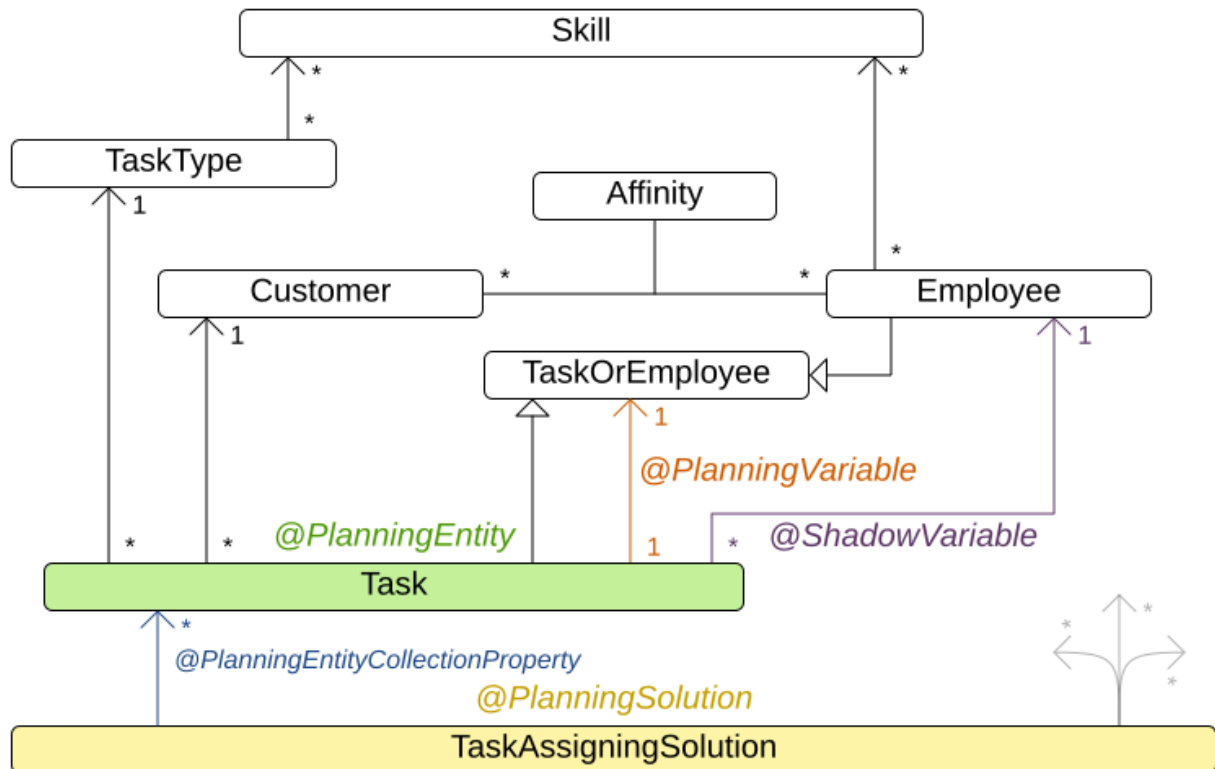 Skill
* *
*
TaskType
1
Affinity
* * *
Customer Employee
1 1
TaskOrEmployee
1
@PlanningVariable
* * @PlanningEntity 1 * @ShadowVariable
Task
*
* *
@PlanningEntityCollectionProperty
*
@PlanningSolution
TaskAssigningSolution